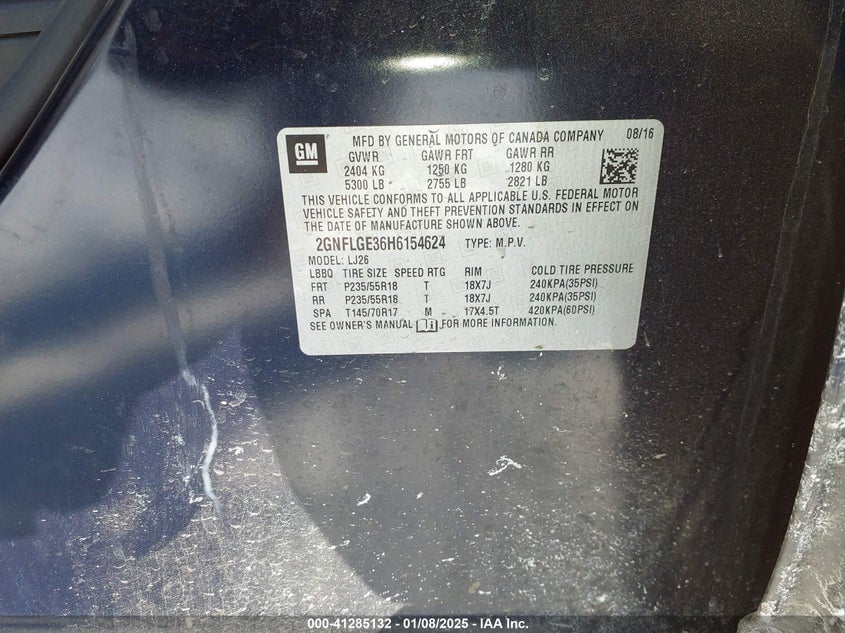 GM
MFD BY GENERAL MOTORS OF CANADA COMPANY 08/16
GVWR GAWR FRT GAWR RR
2404 KG 1250 KG 1280 KG
5300 LB 2755 LB 2821 LB
THIS VEHICLE CONFORMS TO ALL APPLICABLE U.S. FEDERAL MOTOR
VEHICLE SAFETY AND THEFT PREVENTION STANDARDS IN EFFECT ON
THE DATE OF MANUFACTURE SHOWN ABOVE.
2GNFLGE36H6154624 TYPE: M.P.V.
MODEL: LJ26
LBBQ TIRE SIZE SPEED RTG RIM COLD TIRE PRESSURE
FRT P235/55R18 T 18X7J 240KPA(35PSI)
RR P235/55R18 T 18X7J 240KPA(35PSI)
SPA T145/70R17 M 17X4.5T 420KPA(60PSI)
SEE OWNER'S MANUAL FOR MORE INFORMATION.
000-41285132 - 01/08/2025 - IAA Inc.